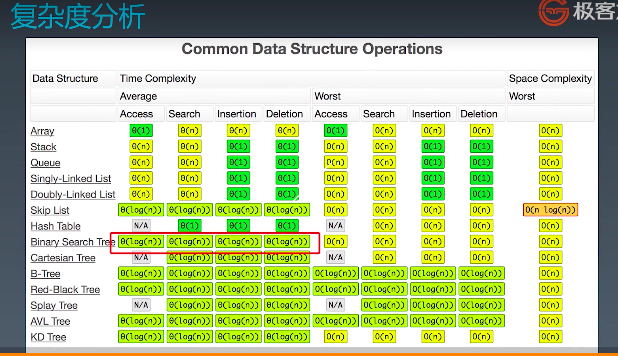 复杂度分析
极客
Common Data Structure Operations
Data Structure Time Complexity Space Complexity
Average Worst Worst
Access Search Insertion Deletion Access Search Insertion Deletion
Array Θ(1) Θ(n) Θ(n) Θ(n) O(1) O(n) O(n) O(n) O(n)
Stack Θ(n) Θ(n) Θ(1) Θ(1) O(n) O(n) O(1) O(1) O(n)
Queue Θ(n) Θ(n) Θ(1) Θ(1) P(n) O(n) O(1) O(1) O(n)
Singly-Linked List Θ(n) Θ(n) Θ(1) Θ(1) O(n) O(n) O(1) O(1) O(n)
Doubly-Linked List Θ(n) Θ(n) Θ(1) Θ(1) O(n) O(n) O(1) O(1) O(n)
Skip List Θ(log(n)) Θ(log(n)) Θ(log(n)) Θ(log(n)) O(n) O(n) O(n) O(n) O(n log(n))
Hash Table N/A Θ(1) Θ(1) Θ(1) N/A O(n) O(n) O(n) O(n)
Binary Search Tree Θ(log(n)) Θ(log(n)) Θ(log(n)) Θ(log(n)) O(n) O(n) O(n) O(n) O(n)
Cartesian Tree N/A Θ(log(n)) Θ(log(n)) Θ(log(n)) N/A O(n) O(n) O(n) O(n)
B-Tree Θ(log(n)) Θ(log(n)) Θ(log(n)) Θ(log(n)) O(log(n)) O(log(n)) O(log(n)) O(log(n)) O(n)
Red-Black Tree Θ(log(n)) Θ(log(n)) Θ(log(n)) Θ(log(n)) O(log(n)) O(log(n)) O(log(n)) O(log(n)) O(n)
Splay Tree N/A Θ(log(n)) Θ(log(n)) Θ(log(n)) N/A O(log(n)) O(log(n)) O(log(n)) O(n)
AVL Tree Θ(log(n)) Θ(log(n)) Θ(log(n)) Θ(log(n)) O(log(n)) O(log(n)) O(log(n)) O(log(n)) O(n)
KD Tree Θ(log(n)) Θ(log(n)) Θ(log(n)) Θ(log(n)) O(n) O(n) O(n) O(n) O(n)